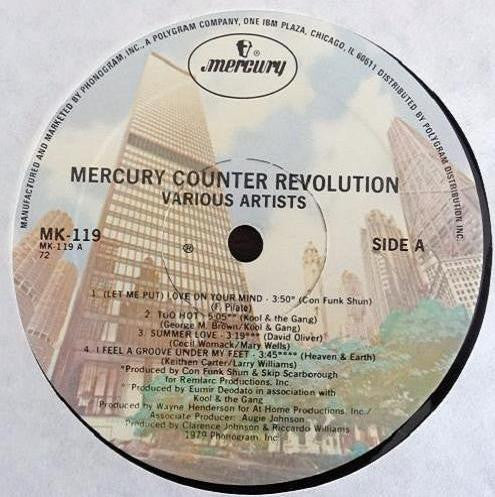 MANUFACTURED AND MARKETED BY PHONOGRAM, INC., A POLYGRAM COMPANY, ONE IBM PLAZA, CHICAGO, IL 60611 DISTRIBUTED BY POLYGRAM DISTRIBUTION, INC.
®
mercury
MERCURY COUNTER REVOLUTION
VARIOUS ARTISTS
MK-119
MK-119 A
72
℗
SIDE A
1. (LET ME PUT) LOVE ON YOUR MIND - 3:50* (Con Funk Shun)
(F. Pilate)
2. TOO HOT - 5:05** (Kool & the Gang)
(George M. Brown/Kool & Gang)
3. SUMMER LOVE - 3:19*** (David Oliver)
(Cecil Womack/Mary Wells)
4. I FEEL A GROOVE UNDER MY FEET - 3:45**** (Heaven & Earth)
(Keithen Carter/Larry Williams)
*Produced by Con Funk Shun & Skip Scarborough
for Remlarc Productions, Inc.
Produced by Eumir Deodato in association with
Kool & the Gang
Produced by Wayne Henderson for At Home Productions, Inc./
Associate Producer: Augie Johnson
Produced by Clarence Johnson & Riccardo Williams
1979 Phonogram, Inc.